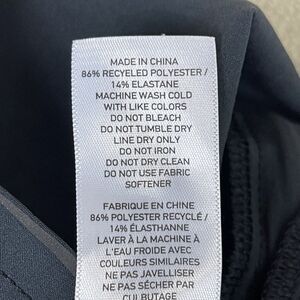 MADE IN CHINA
86% RECYCLED POLYESTER /
14% ELASTANE
MACHINE WASH COLD
WITH LIKE COLORS
DO NOT BLEACH
DO NOT TUMBLE DRY
LINE DRY ONLY
DO NOT IRON
DO NOT DRY CLEAN
DO NOT USE FABRIC
SOFTENER
FABRIQUE EN CHINE
86% POLYESTER RECYCLÉ /
14% ÉLASTHANNE
LAVER À LA MACHINE À
L'EAU FROIDE AVEC
COULEURS SIMILAIRES
NE PAS JAVELLISER
NE PAS SÉCHER PAR
CULBUTAGE